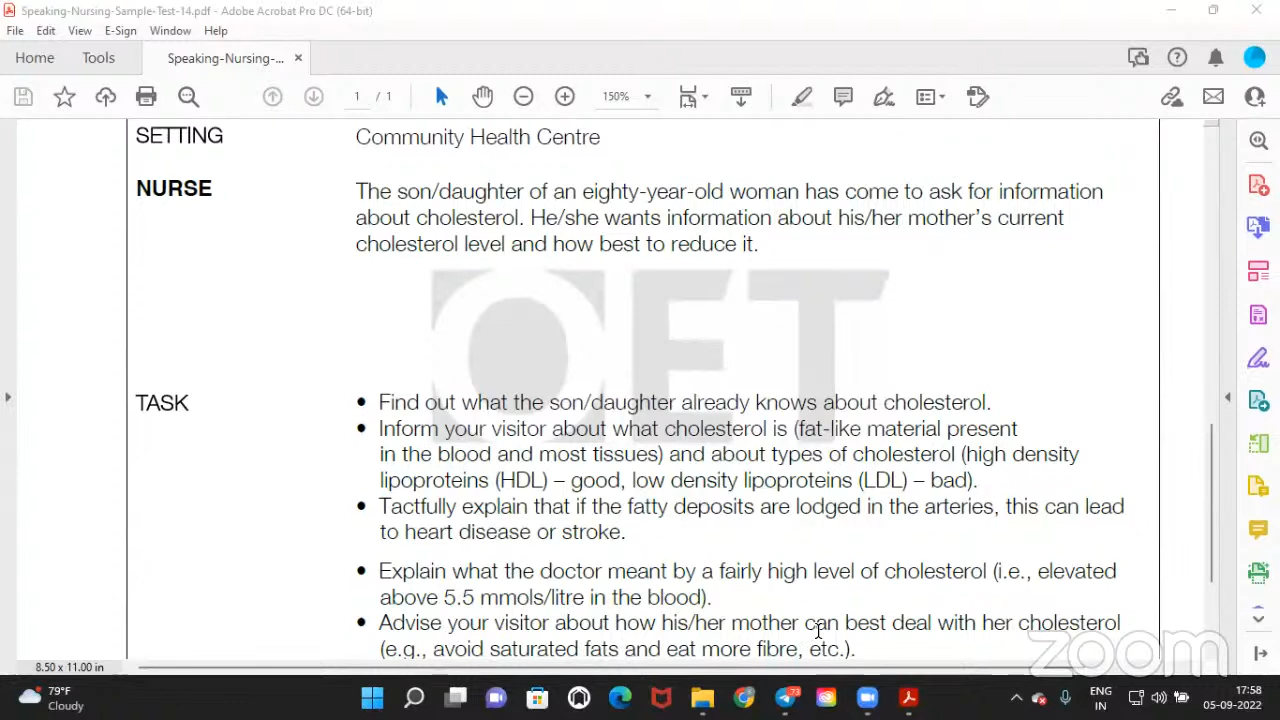 Speaking-Nursing-Sample-Test-14.pdf - Adobe Acrobat Pro DC (64-bit)
File Edit View E-Sign Window Help
Home Tools Speaking-Nursing-... ×
1 / 1 150%
SETTING Community Health Centre
NURSE The son/daughter of an eighty-year-old woman has come to ask for information
about cholesterol. He/she wants information about his/her mother's current
cholesterol level and how best to reduce it.
OET
TASK • Find out what the son/daughter already knows about cholesterol.
• Inform your visitor about what cholesterol is (fat-like material present
in the blood and most tissues) and about types of cholesterol (high density
lipoproteins (HDL) – good, low density lipoproteins (LDL) – bad).
• Tactfully explain that if the fatty deposits are lodged in the arteries, this can lead
to heart disease or stroke.
• Explain what the doctor meant by a fairly high level of cholesterol (i.e., elevated
above 5.5 mmols/litre in the blood).
• Advise your visitor about how his/her mother can best deal with her cholesterol
(e.g., avoid saturated fats and eat more fibre, etc.).
zoom
8.50 x 11.00 in
79°F
Cloudy
73
ENG
IN
17:58
05-09-2022